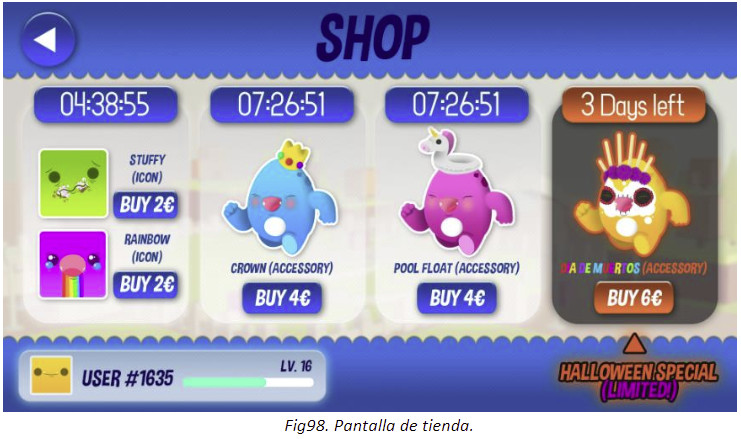 SHOP
04:38:55
STUFFY
(ICON)
BUY 2€
RAINBOW
(ICON)
BUY 2€
07:26:51
CROWN (ACCESSORY)
BUY 4€
07:26:51
POOL FLOAT (ACCESSORY)
BUY 4€
3 Days left
DIA DE MUERTOS (ACCESSORY)
BUY 6€
USER #1635
LV. 16
HALLOWEEN SPECIAL
(LIMITED!)
Fig98. Pantalla de tienda.